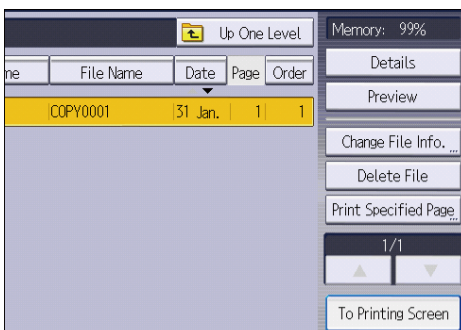 Up One Level
Memory: 99%
me File Name Date Page Order
COPY0001 31 Jan. 1 1
Details
Preview
Change File Info. ...
Delete File
Print Specified Page...
1/1
To Printing Screen